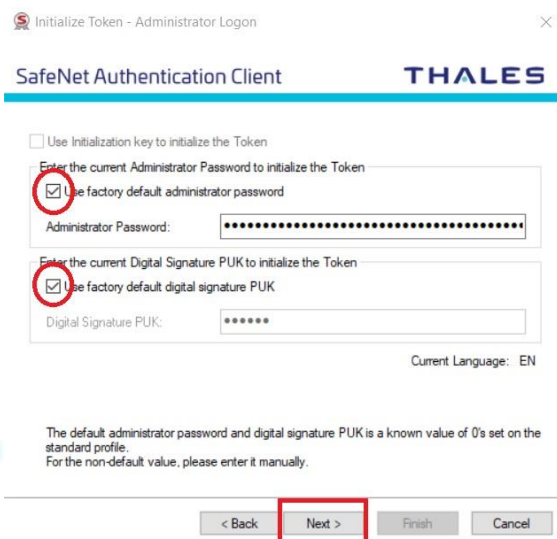 Initialize Token - Administrator Logon
SafeNet Authentication Client
THALES
Use Initialization key to initialize the Token
Enter the current Administrator Password to initialize the Token
Use factory default administrator password
Administrator Password:
Enter the current Digital Signature PUK to initialize the Token
Use factory default digital signature PUK
Digital Signature PUK:
Current Language: EN
The default administrator password and digital signature PUK is a known value of 0's set on the
standard profile.
For the non-default value, please enter it manually.
< Back Next > Finish Cancel